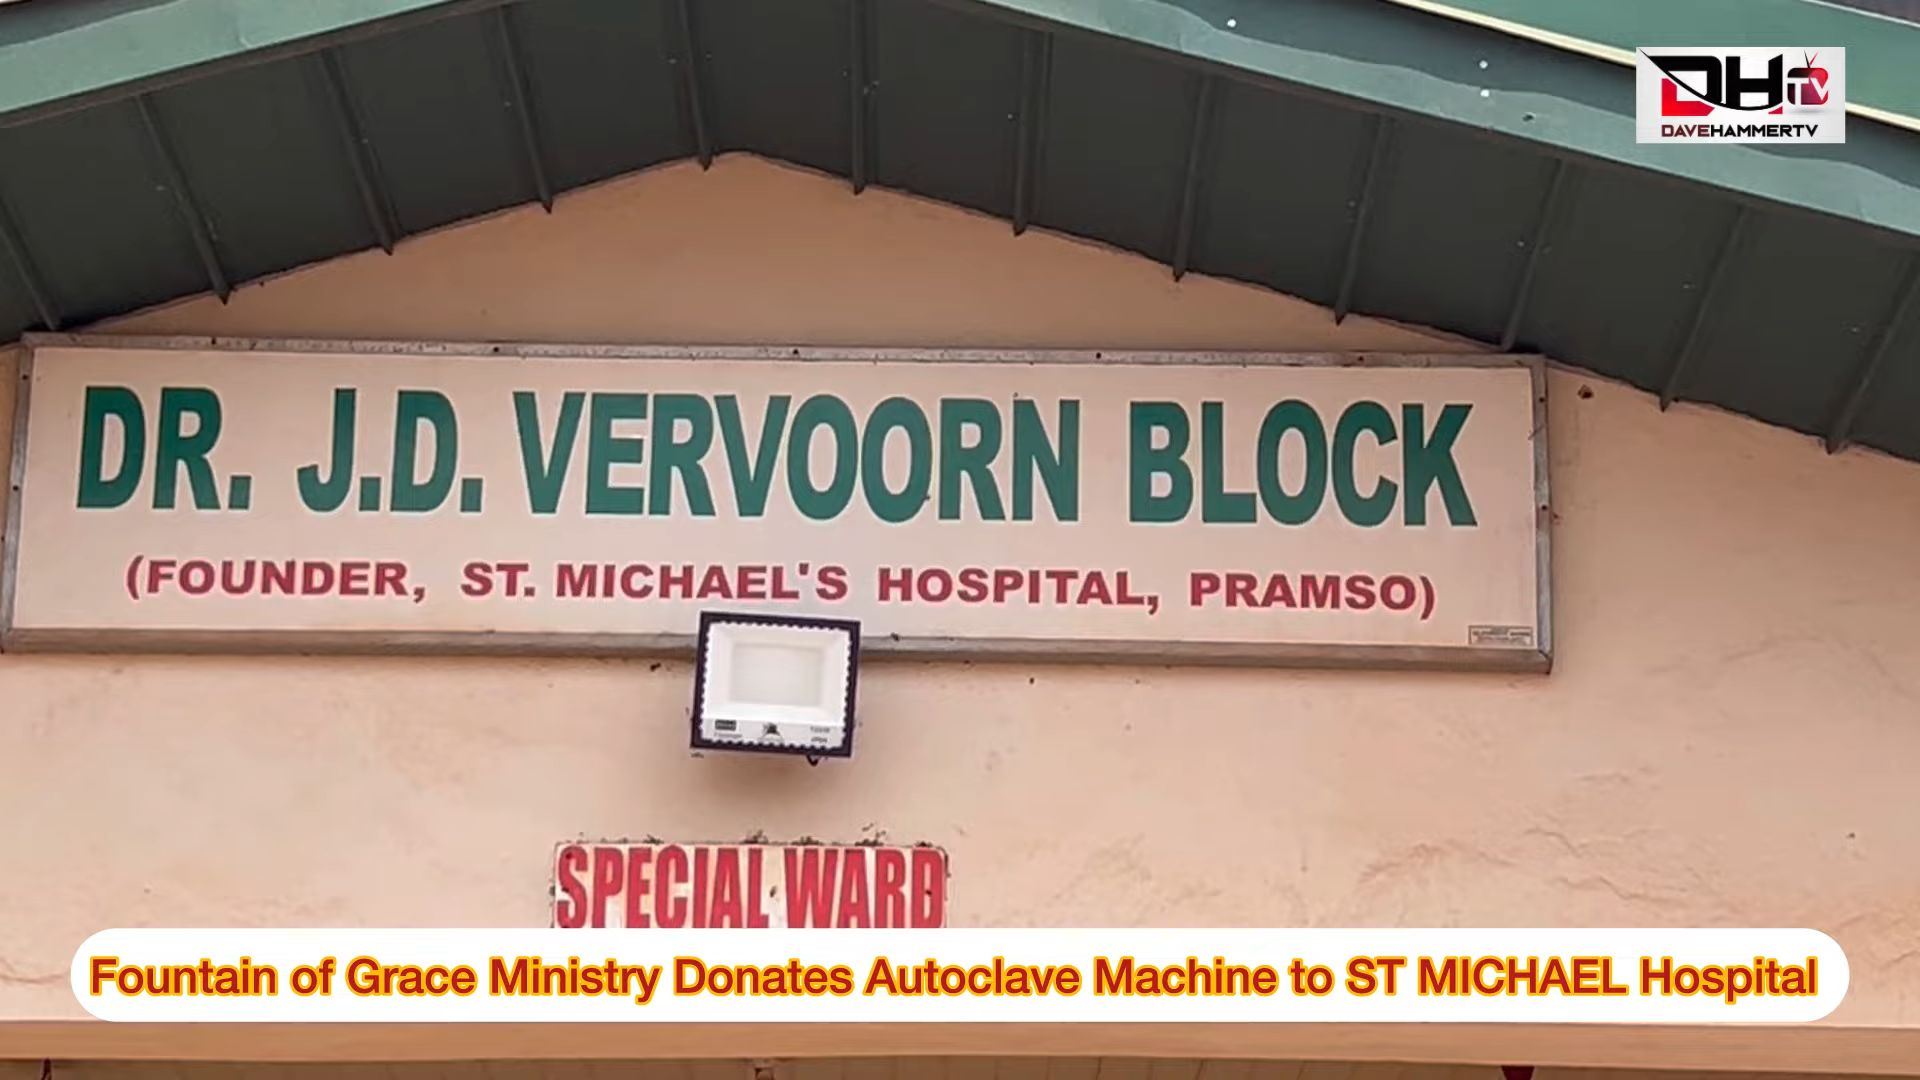 DHTV
DAVEHAMMERTV
DR. J.D. VERVOORN BLOCK
(FOUNDER, ST. MICHAEL'S HOSPITAL, PRAMSO)
SPECIAL WARD
Fountain of Grace Ministry Donates Autoclave Machine to ST MICHAEL Hospital